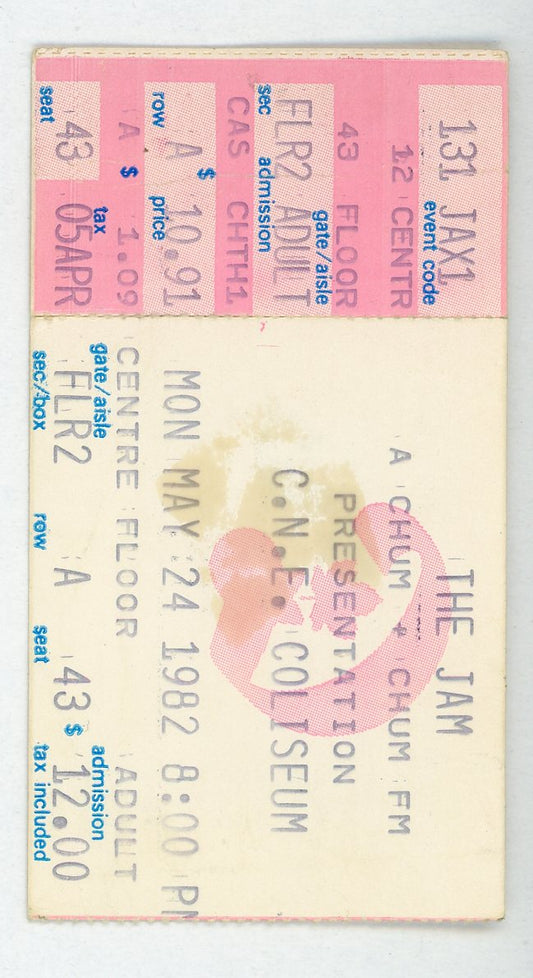 THE JAM
A CHUM & CHUM FM
PRESENTATION
C.N.E. COLISEUM
MON MAY 24 1982 8:00 P
CENTRE FLOOR ADULT
gate/aisle admission
FLR2 A 43 $ 12.00
sec/box row seat tax included
131 JAX1
event code
12 CENTR
43 FLOOR
gate/aisle
FLR2 ADULT
sec admission
CAS CHTH1
$
A 10.91
row price
A $ 1.09
tax
43 05APR
seat